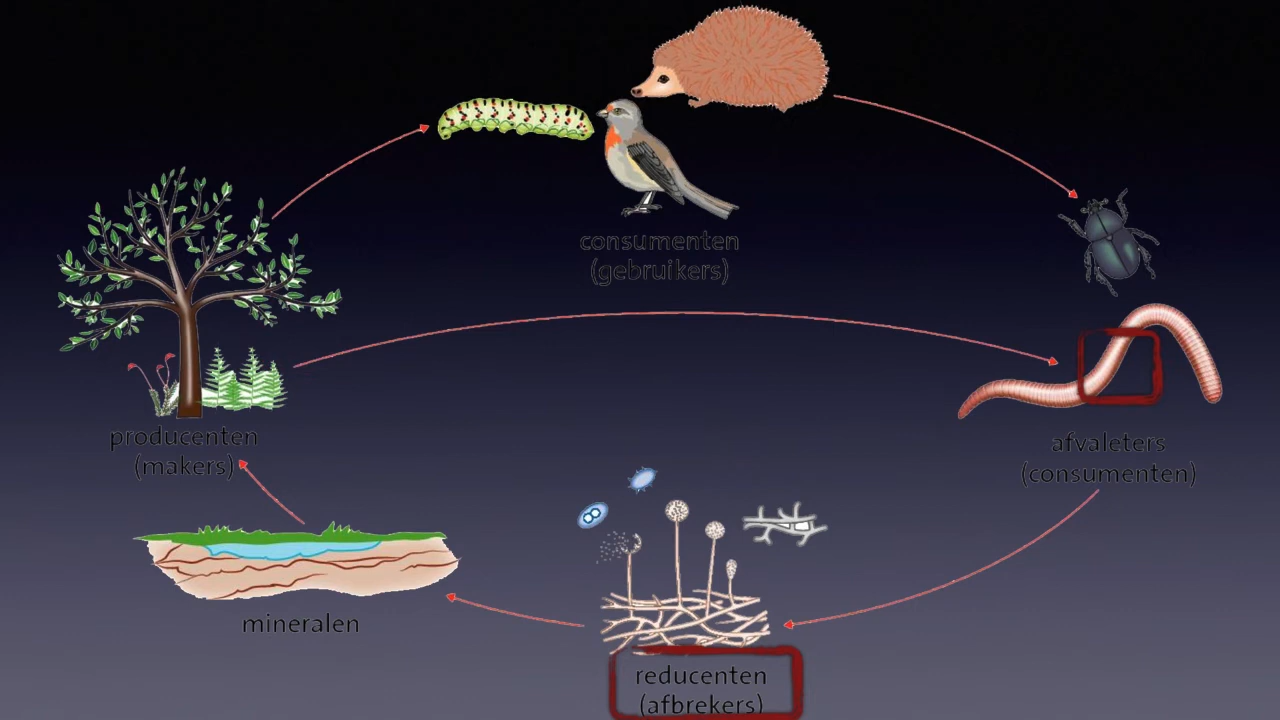 consumenten
(gebruikers)
producenten
(makers)
afvaleters
(consumenten)
mineralen
reducenten
(afbrekers)